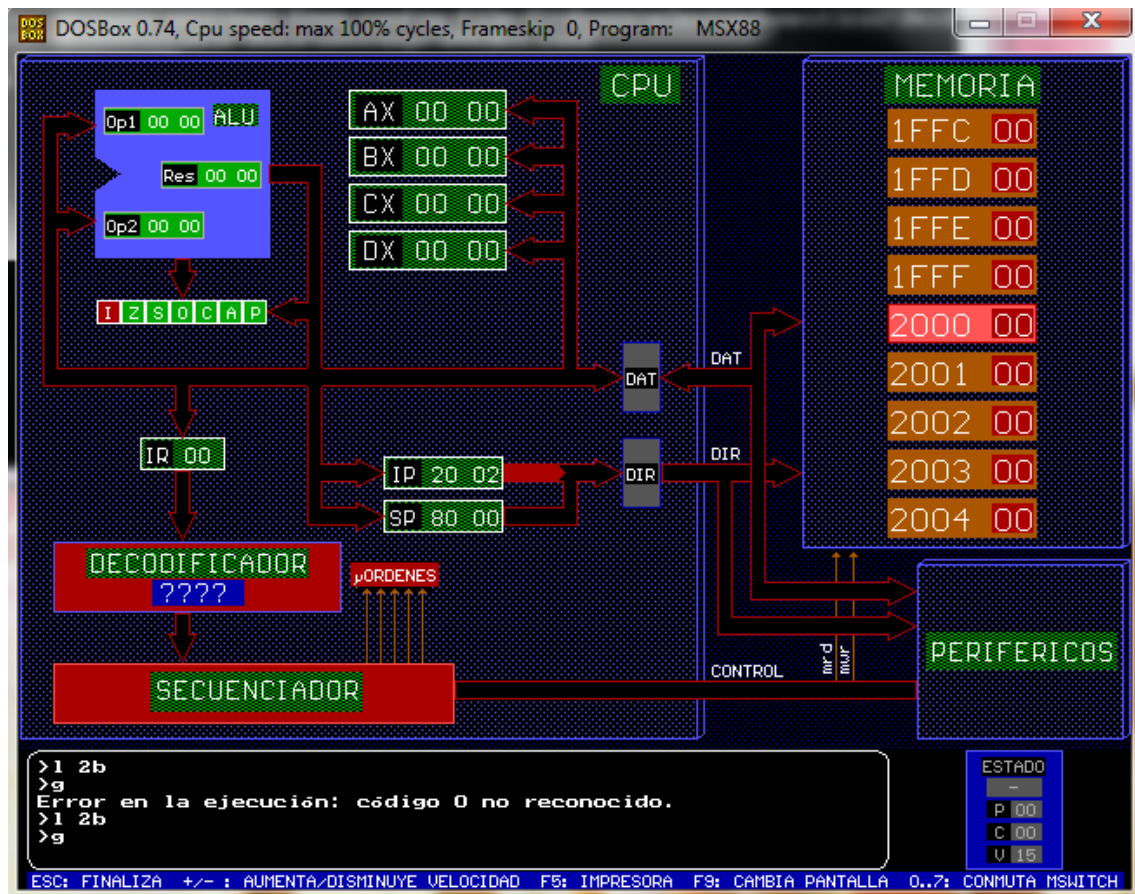 DOSBox 0.74, Cpu speed: max 100% cycles, Frameskip 0, Program: MSX88
CPU
MEMORIA
ALU
Op1 00 00
Res 00 00
Op2 00 00
AX 00 00
BX 00 00
CX 00 00
DX 00 00
I Z S O C A P
1FFC 00
1FFD 00
1FFE 00
1FFF 00
2000 00
2001 00
2002 00
2003 00
2004 00
DAT
DAT
IR 00
IP 20 02
SP 80 00
DIR
DIR
DECODIFICADOR
????
µORDENES
SECUENCIADOR
CONTROL
mrd
mwr
PERIFERICOS
>l 2b
>g
Error en la ejecución: código 0 no reconocido.
>l 2b
>g
ESTADO
-
P 00
C 00
V 15
ESC: FINALIZA +/- : AUMENTA/DISMINUYE VELOCIDAD F5: IMPRESORA F9: CAMBIA PANTALLA 0..7: CONMUTA MSWITCH